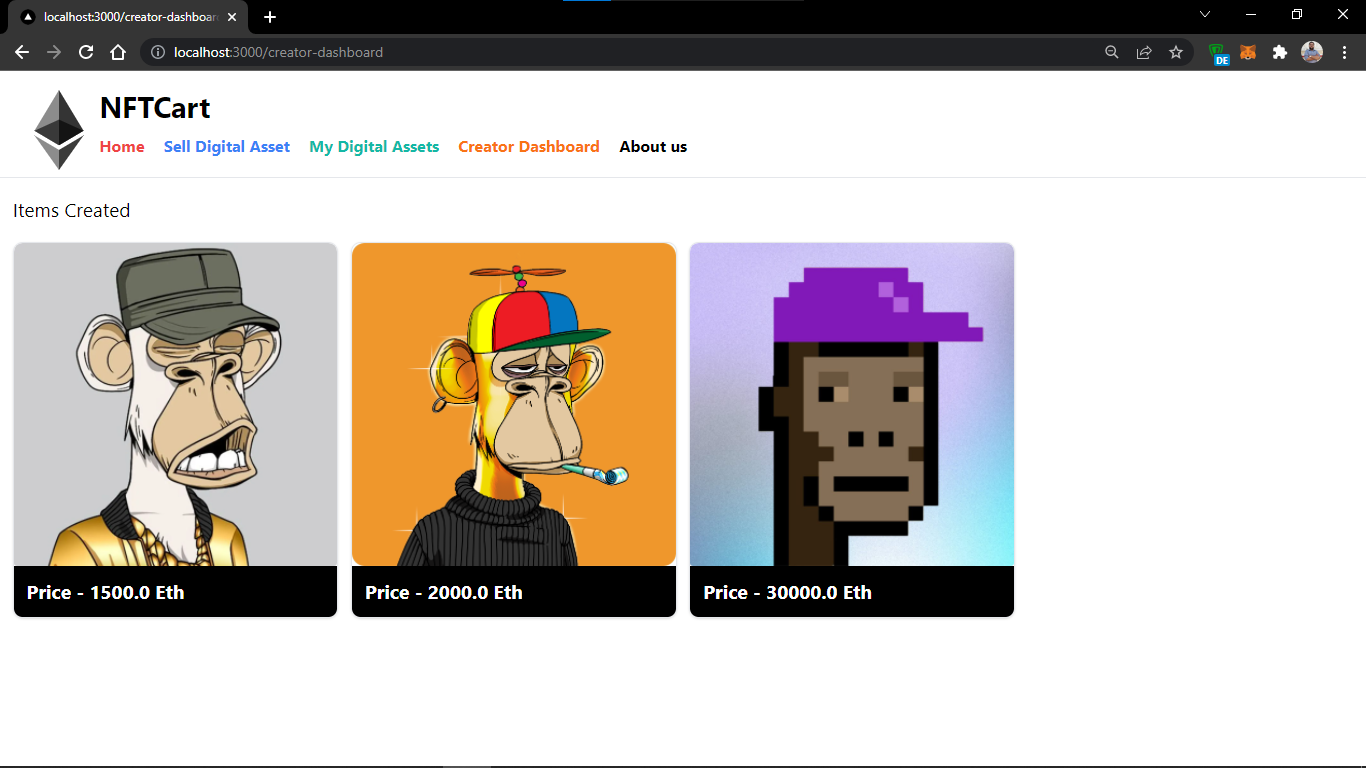 localhost:3000/creator-dashboard
localhost:3000/creator-dashboard
DE
NFTCart
Home Sell Digital Asset My Digital Assets Creator Dashboard About us
Items Created
Price - 1500.0 Eth Price - 2000.0 Eth Price - 30000.0 Eth